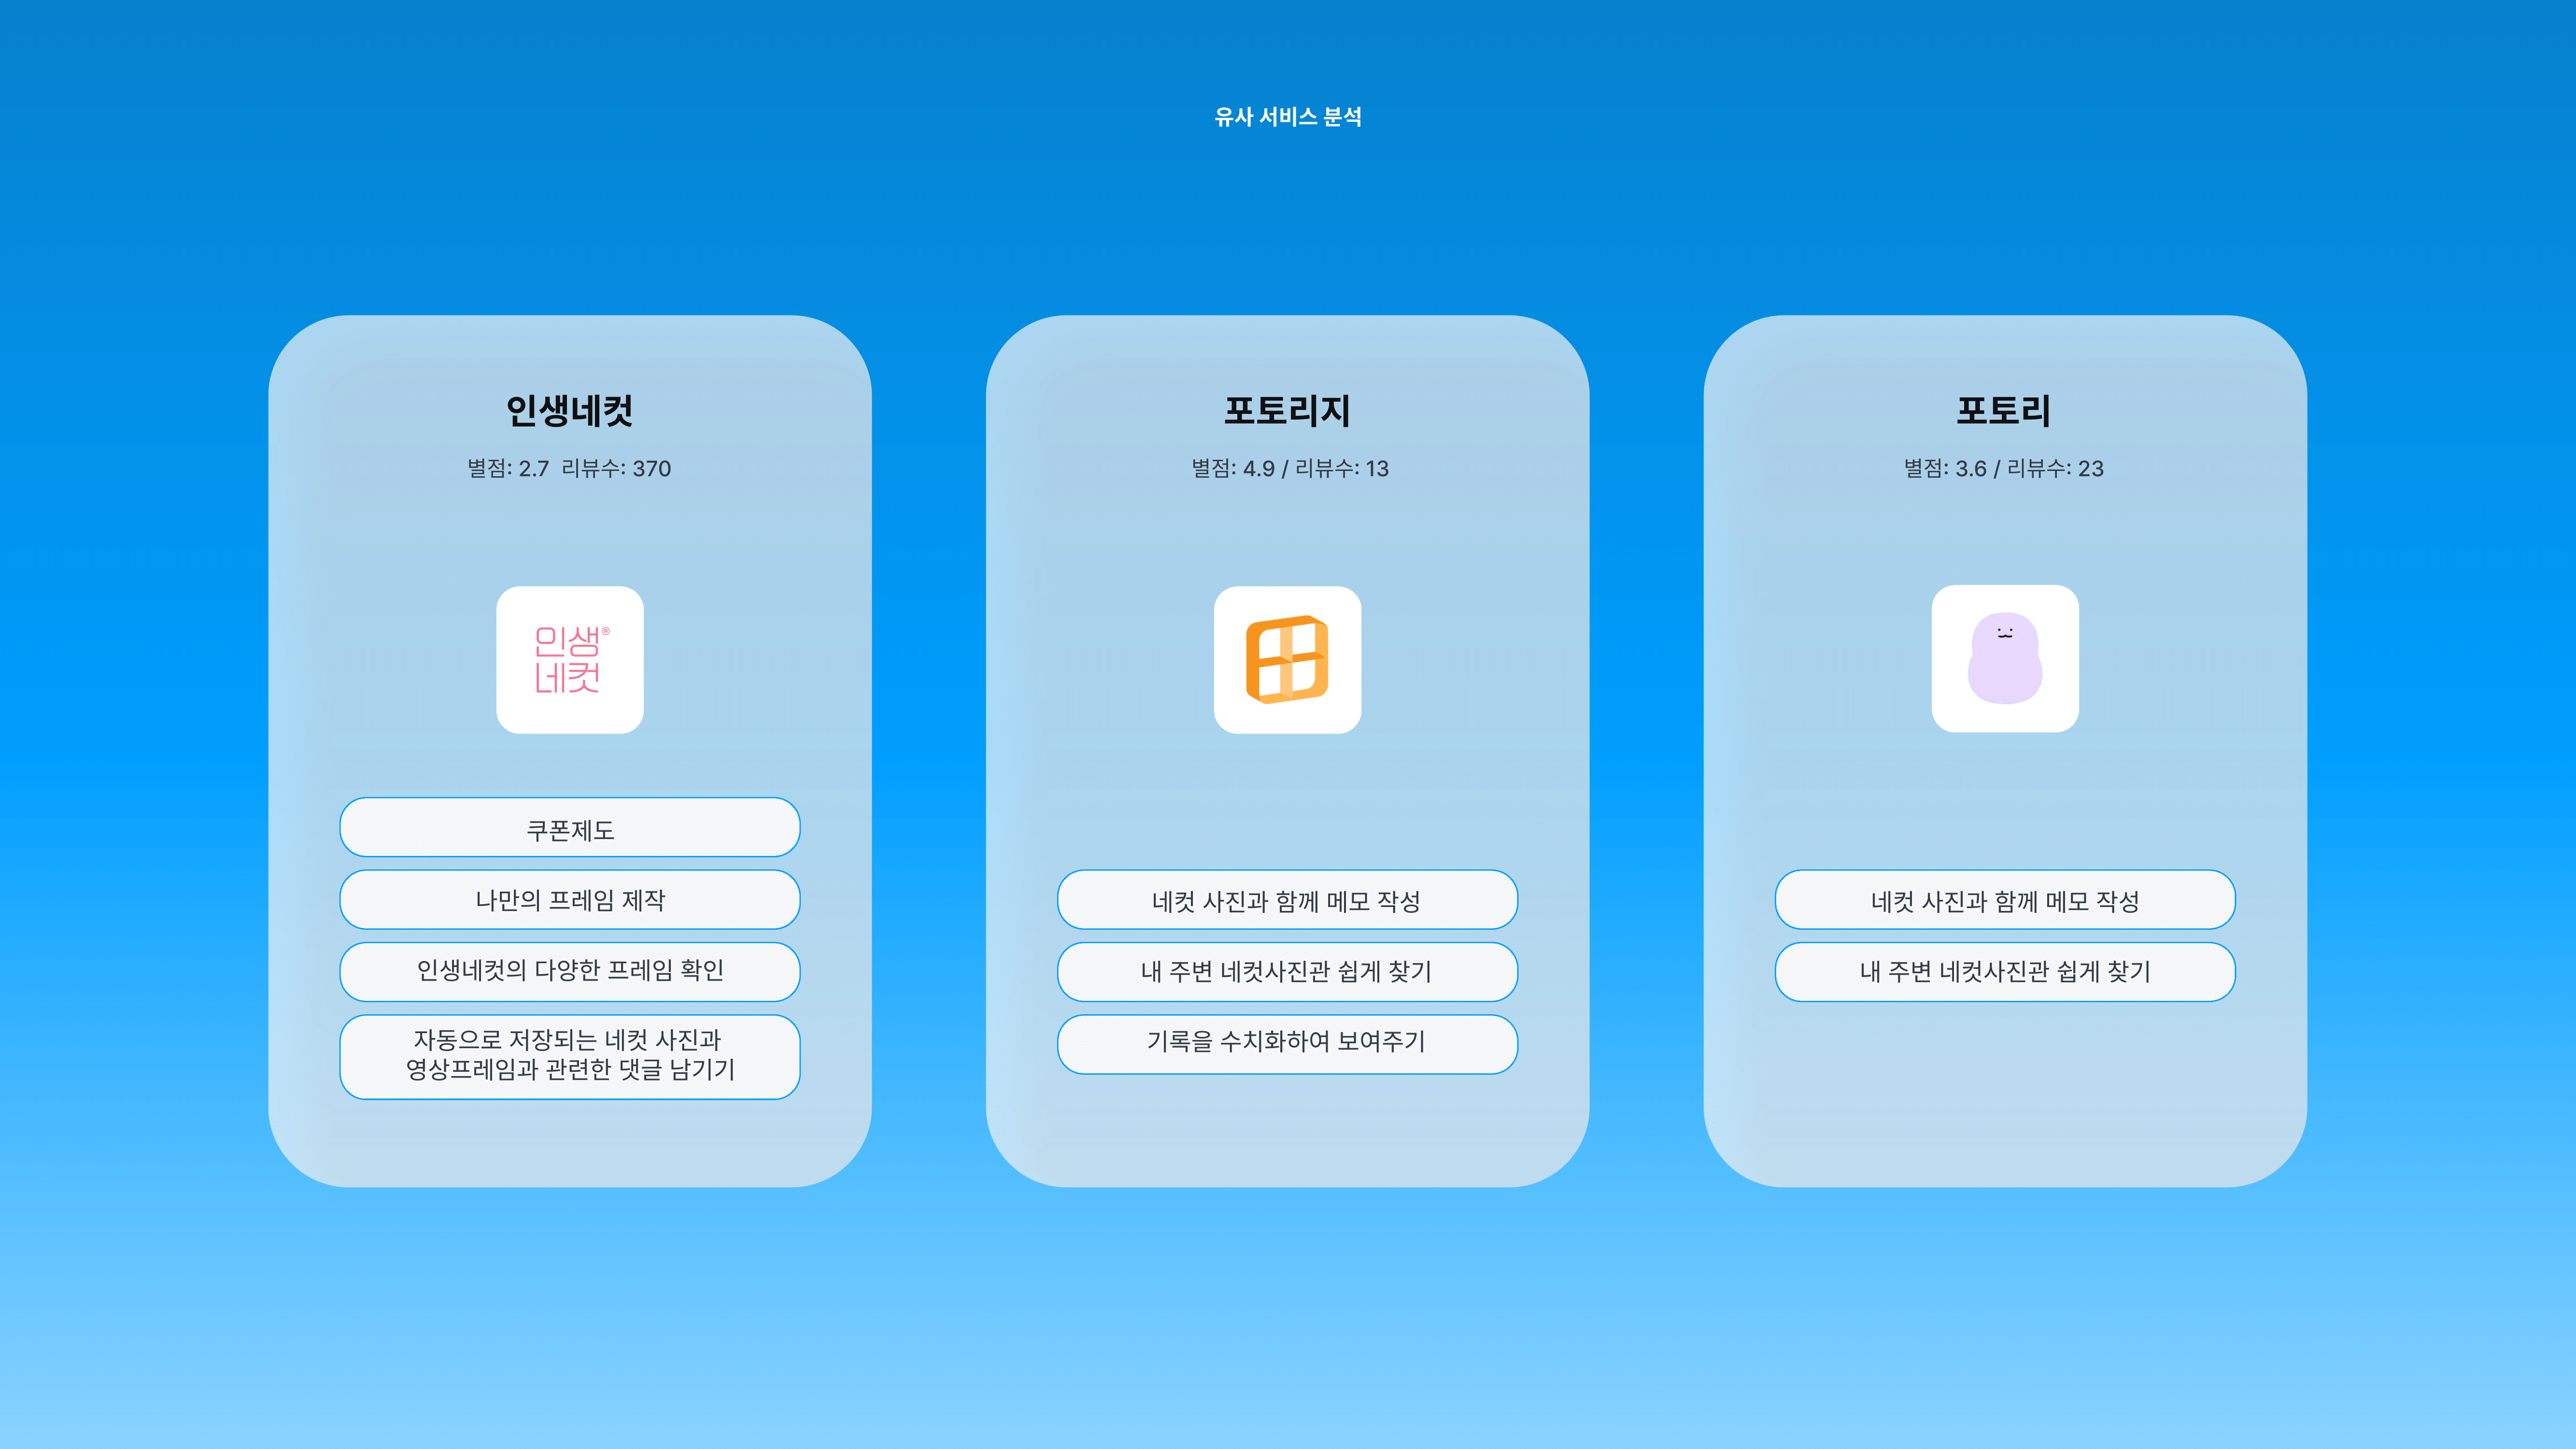 유사 서비스 분석
인생네컷
별점: 2.7 리뷰수: 370
인생®
네컷
쿠폰제도
나만의 프레임 제작
인생네컷의 다양한 프레임 확인
자동으로 저장되는 네컷 사진과
영상프레임과 관련한 댓글 남기기
포토리지
별점: 4.9 / 리뷰수: 13
네컷 사진과 함께 메모 작성
내 주변 네컷사진관 쉽게 찾기
기록을 수치화하여 보여주기
포토리
별점: 3.6 / 리뷰수: 23
네컷 사진과 함께 메모 작성
내 주변 네컷사진관 쉽게 찾기